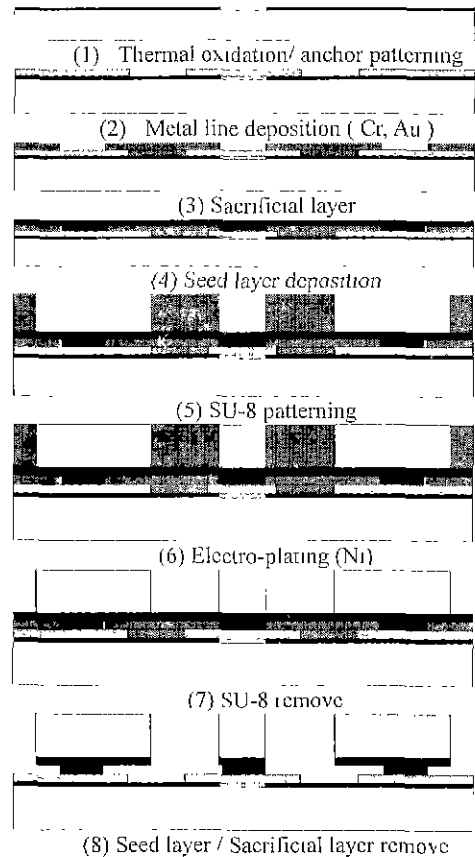 (1) Thermal oxidation/ anchor patterning
(2) Metal line deposition ( Cr, Au )
(3) Sacrificial layer
(4) Seed layer deposition
(5) SU-8 patterning
(6) Electro-plating (Ni)
(7) SU-8 remove
(8) Seed layer / Sacrificial layer remove